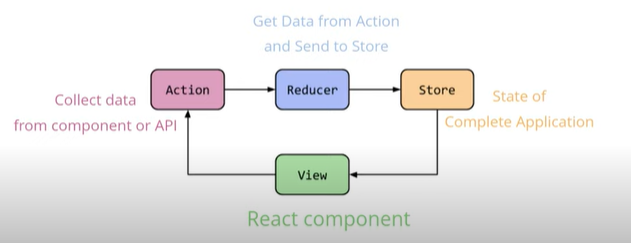 Get Data from Action
and Send to Store
Action
Reducer
Store
Collect data
from component or API
State of
Complete Application
View
React component